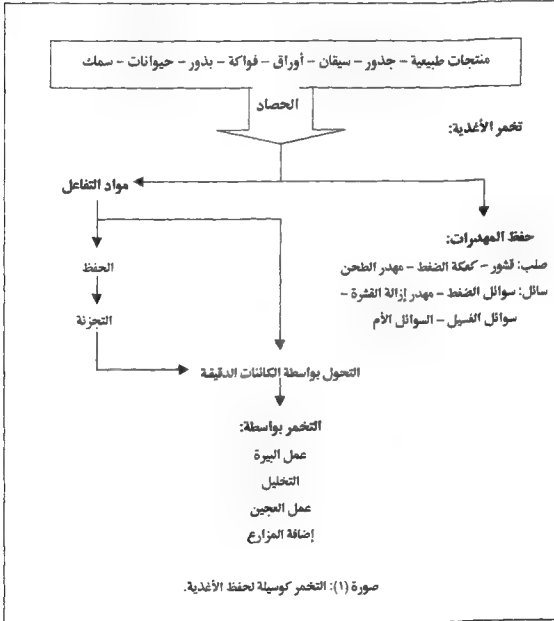 منتجات طبيعية – جذور – سيقان – أوراق – فواكة – بذور – حيوانات – سمك
الحصاد
تخمر الأغذية:
مواد التفاعل
حفظ المهدرات:
صلب: قشور – كعكة الضغط – مهدر الطحن
سائل: سوائل الضغط – مهدر إزالة القشرة –
سوائل الغسيل – السوائل الأم
الحفظ
التجزئة
التحول بواسطة الكائنات الدقيقة
التخمر بواسطة:
عمل البيرة
التخليل
عمل العجين
إضافة المزارع
صورة (١): التخمر كوسيلة لحفظ الأغذية.